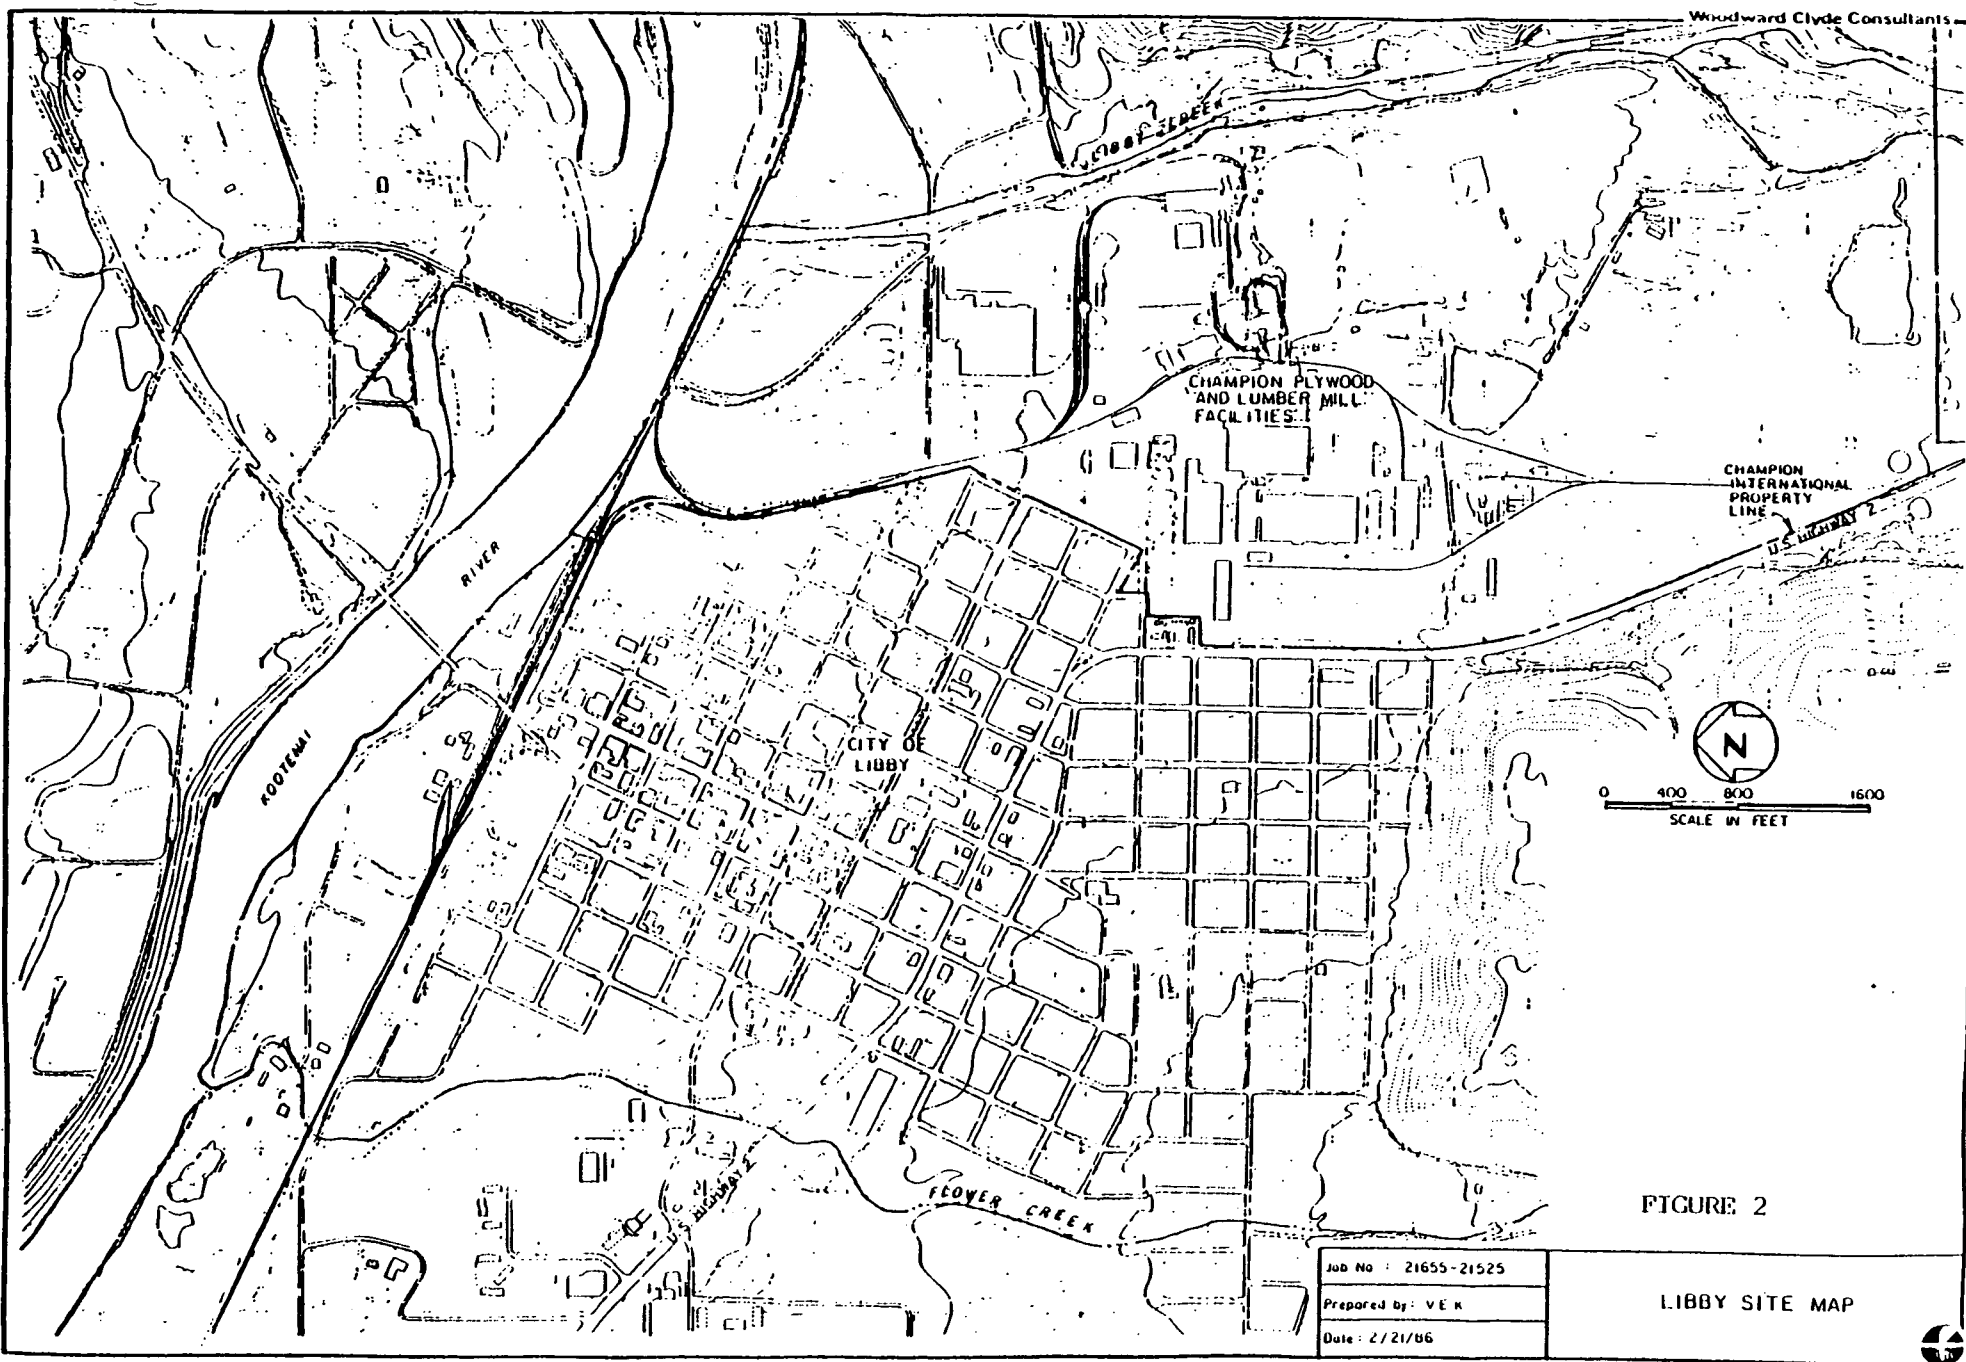 Woodward Clyde Consultants
LIBBY CREEK
CHAMPION PLYWOOD
AND LUMBER MILL
FACILITIES
CHAMPION
INTERNATIONAL
PROPERTY
LINE
U.S. HIGHWAY 2
RIVER
KOOTENAI
CITY OF
LIBBY
N
0 400 800 1600
SCALE IN FEET
FLOWER CREEK
U.S. HIGHWAY 2
FIGURE 2
Job No : 21655-21525
Prepared by: V E K
Date : 2/21/86
LIBBY SITE MAP